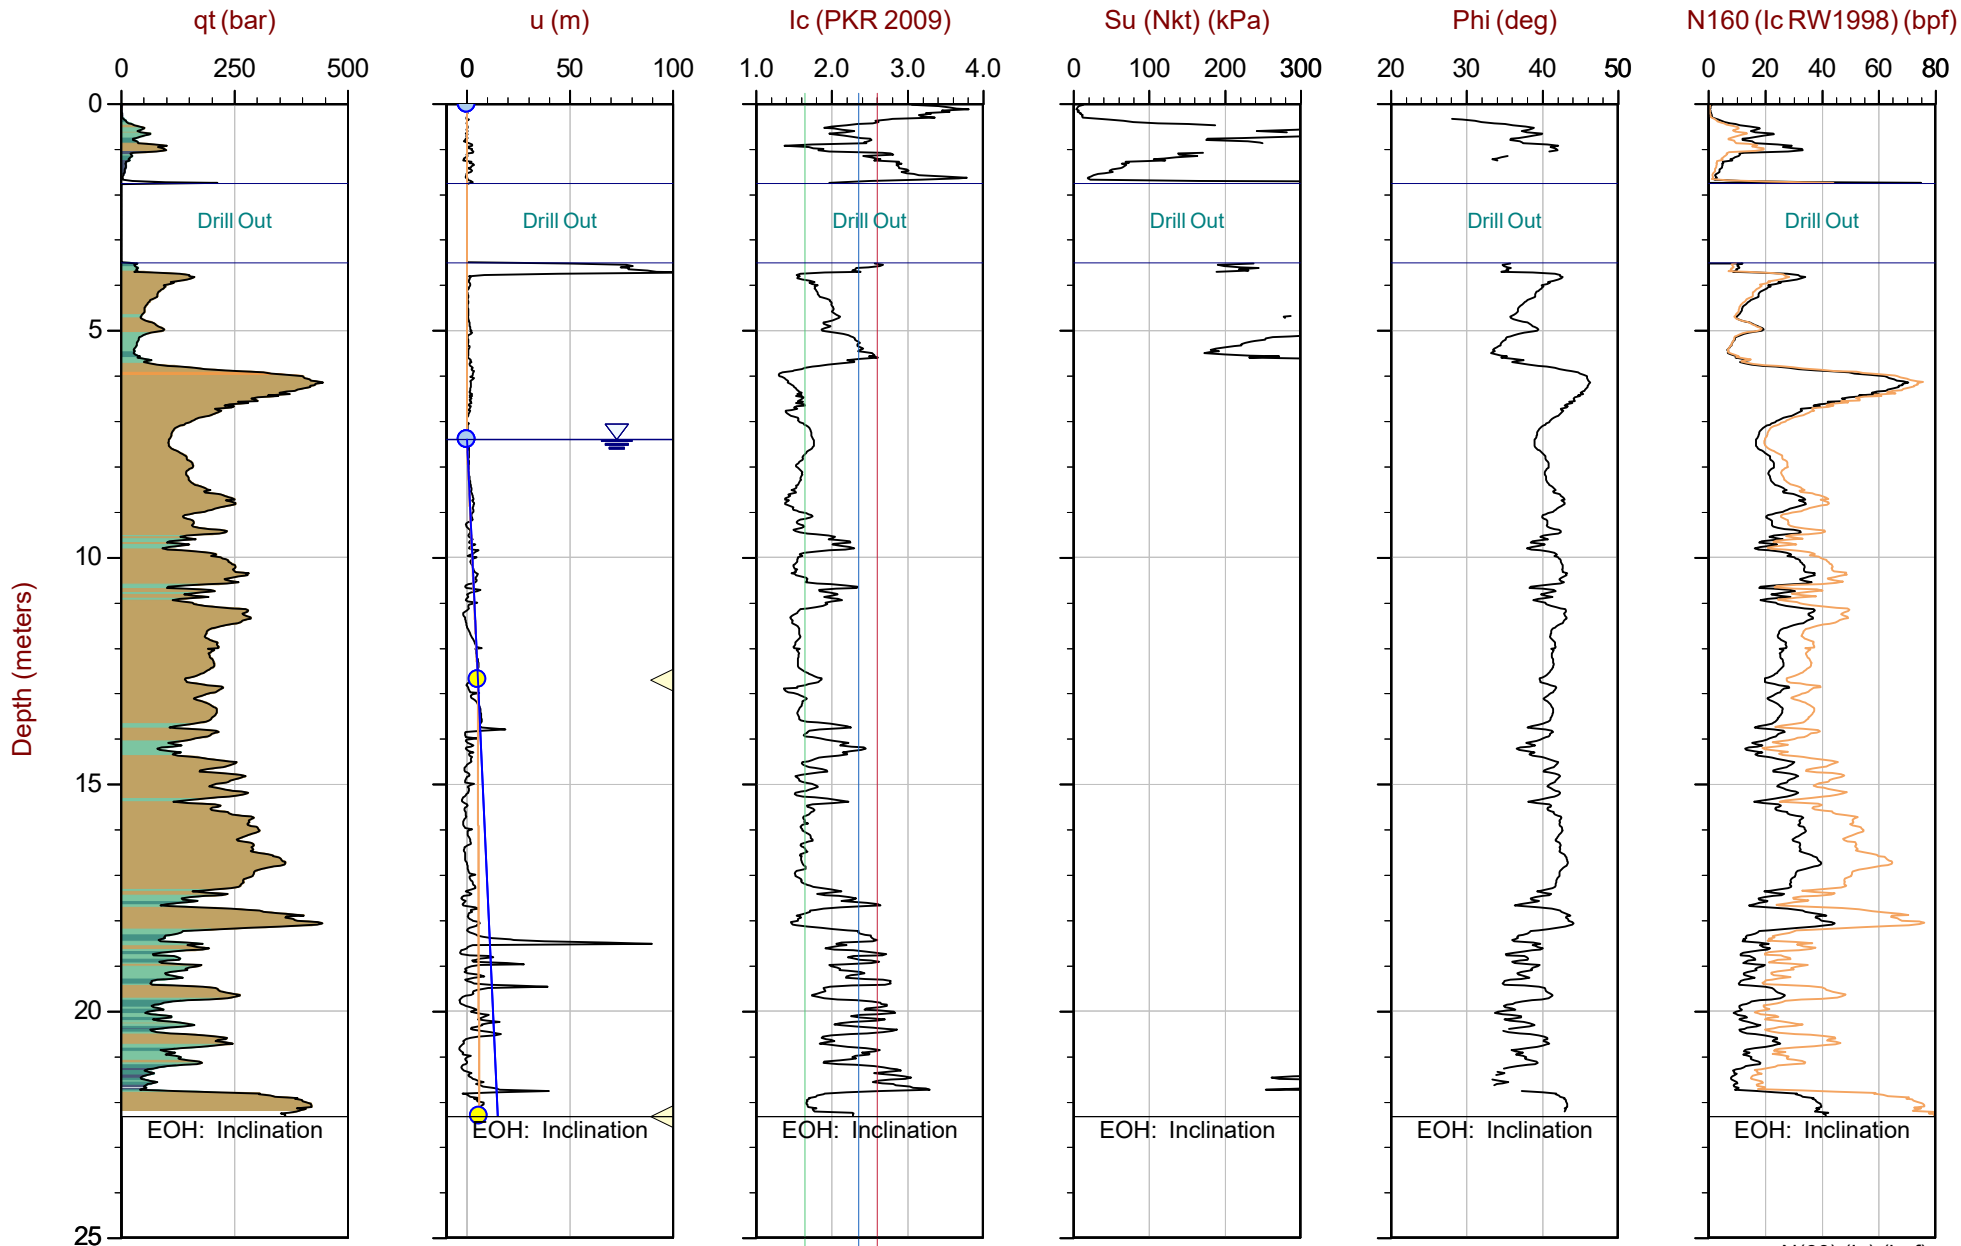 qt (bar) u (m) Ic (PKR 2009) Su (Nkt) (kPa) Phi (deg) N160 (Ic RW1998) (bpf)
0 250 500 0 50 100 1.0 2.0 3.0 4.0 0 100 200 300 20 30 40 50 0 20 40 60 80
0
Drill Out Drill Out Drill Out Drill Out Drill Out Drill Out
5
10
Depth (meters)
15
20
EOH: Inclination EOH: Inclination EOH: Inclination EOH: Inclination EOH: Inclination EOH: Inclination
25